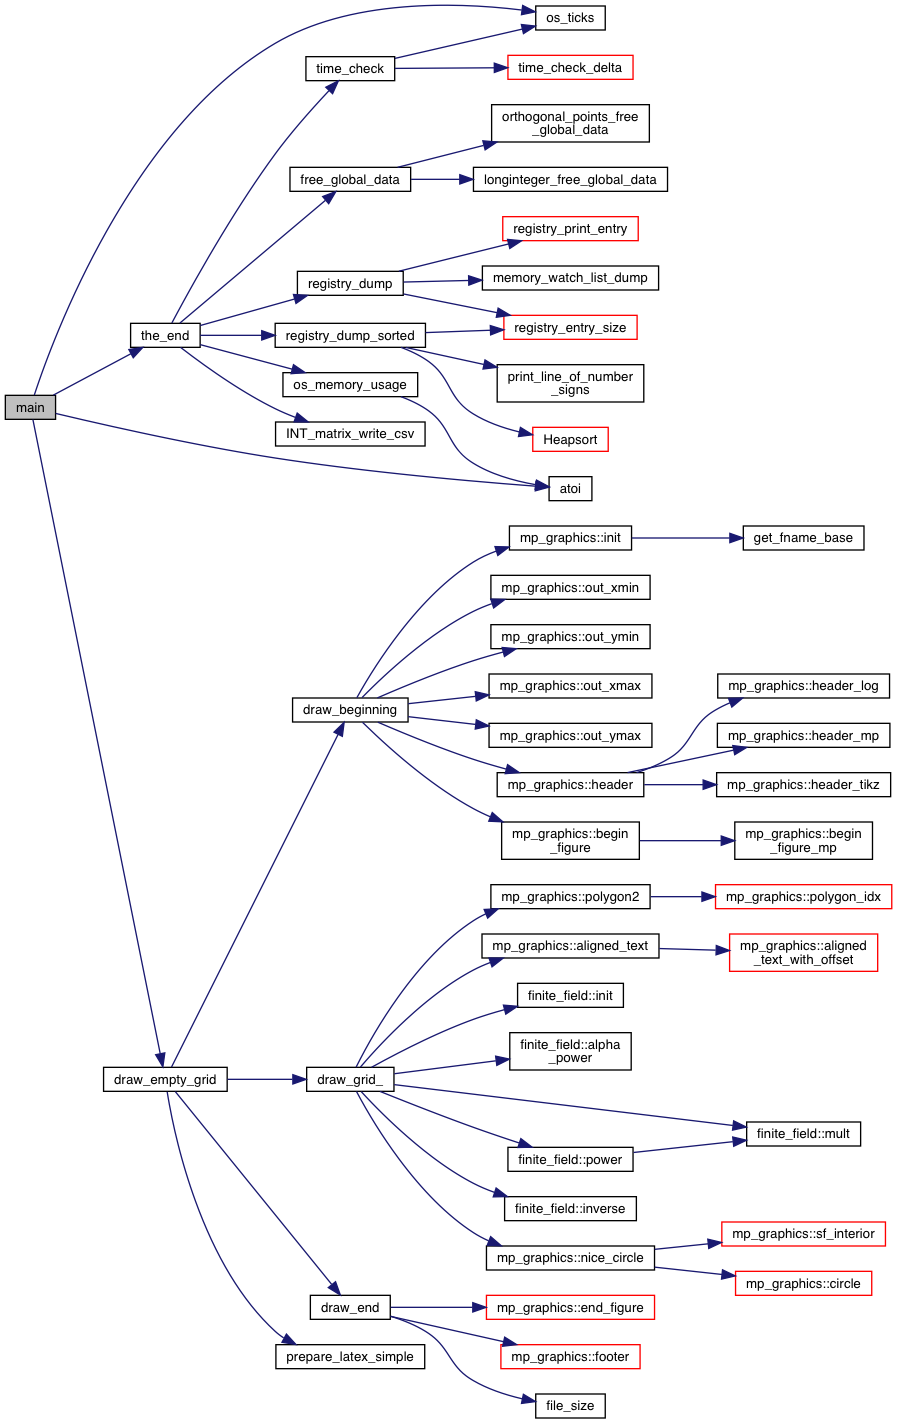 os_ticks
time_check
time_check_delta
orthogonal_points_free
_global_data
free_global_data
longinteger_free_global_data
registry_print_entry
registry_dump
memory_watch_list_dump
the_end
registry_dump_sorted
registry_entry_size
os_memory_usage
print_line_of_number
_signs
main
INT_matrix_write_csv
Heapsort
atoi
mp_graphics::init
get_fname_base
mp_graphics::out_xmin
mp_graphics::out_ymin
mp_graphics::out_xmax
mp_graphics::header_log
draw_beginning
mp_graphics::out_ymax
mp_graphics::header_mp
mp_graphics::header
mp_graphics::header_tikz
mp_graphics::begin
_figure
mp_graphics::begin
_figure_mp
mp_graphics::polygon2
mp_graphics::polygon_idx
mp_graphics::aligned_text
mp_graphics::aligned
_text_with_offset
finite_field::init
finite_field::alpha
_power
draw_empty_grid
draw_grid_
finite_field::mult
finite_field::power
finite_field::inverse
mp_graphics::sf_interior
mp_graphics::nice_circle
mp_graphics::circle
draw_end
mp_graphics::end_figure
prepare_latex_simple
mp_graphics::footer
file_size